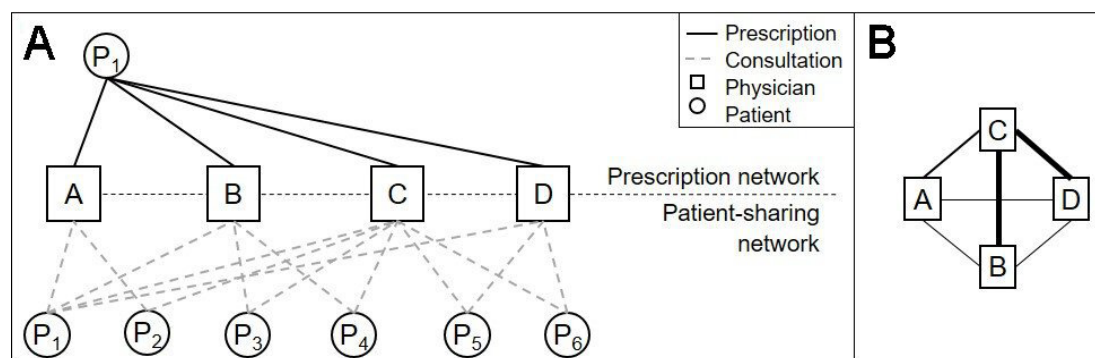 A
P1
Prescription
Consultation
Physician
Patient
B
A
B
C
D
Prescription network
Patient-sharing
network
P1
P2
P3
P4
P5
P6
C
A
D
B